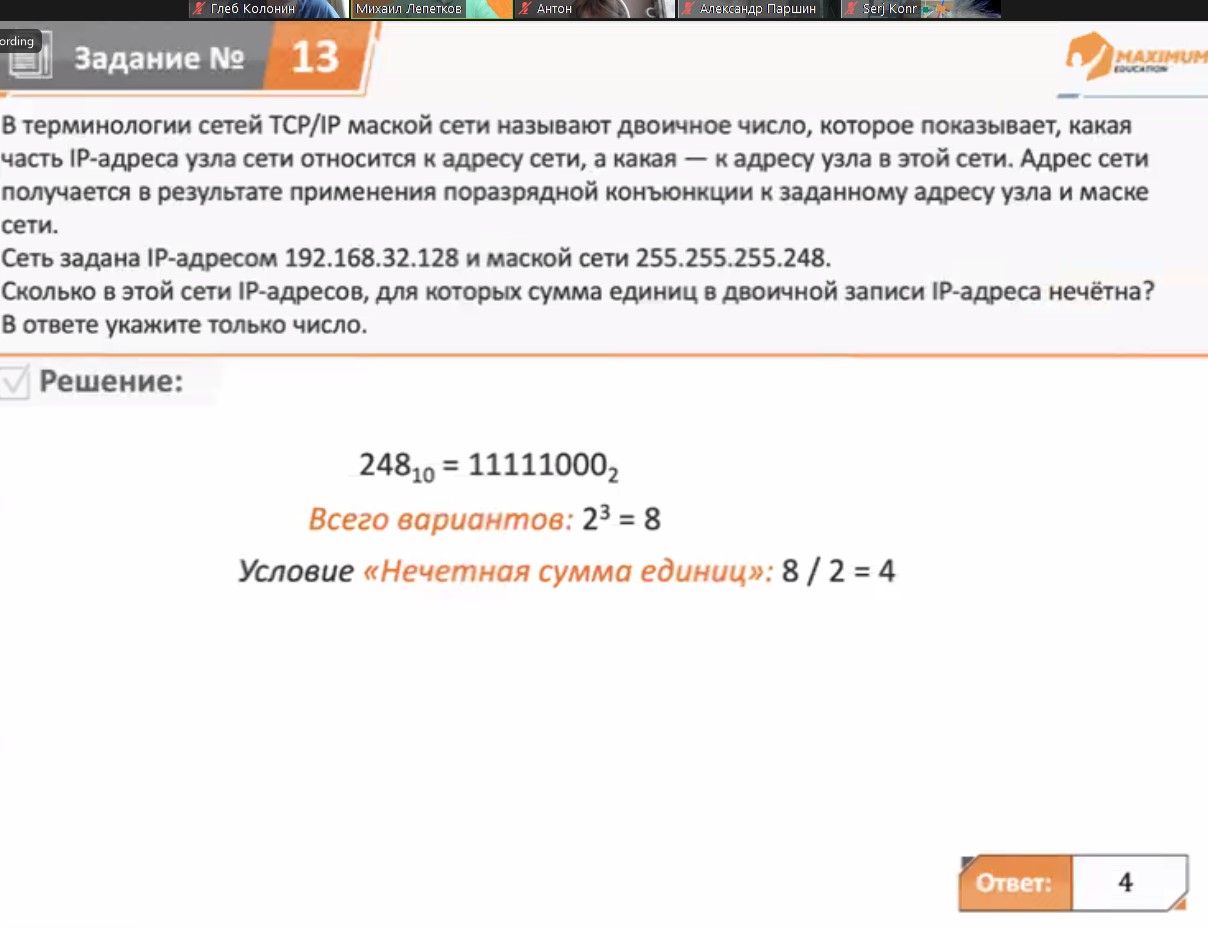 Глеб Колонин
Михаил Лепетков
Антон
Александр Паршин
Serj Konr
ording
Задание № 13
MAXIMUM
EDUCATION
В терминологии сетей TCP/IP маской сети называют двоичное число, которое показывает, какая
часть IP-адреса узла сети относится к адресу сети, а какая — к адресу узла в этой сети. Адрес сети
получается в результате применения поразрядной конъюнкции к заданному адресу узла и маске
сети.
Сеть задана IP-адресом 192.168.32.128 и маской сети 255.255.255.248.
Сколько в этой сети IP-адресов, для которых сумма единиц в двоичной записи IP-адреса нечётна?
В ответе укажите только число.
Решение:
248₁₀ = 11111000₂
Всего вариантов: 2³ = 8
Условие «Нечетная сумма единиц»: 8 / 2 = 4
Ответ: 4